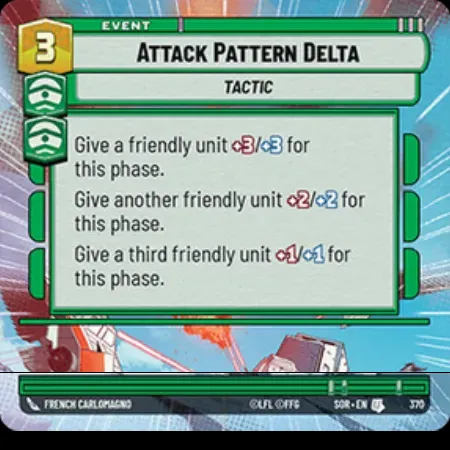 EVENT
3
ATTACK PATTERN DELTA
TACTIC
Give a friendly unit +3/+3 for
this phase.
Give another friendly unit +2/+2 for
this phase.
Give a third friendly unit +1/+1 for
this phase.
FRENCH CARLOMAGNO ©LFL ©FFG SOR • EN U 370